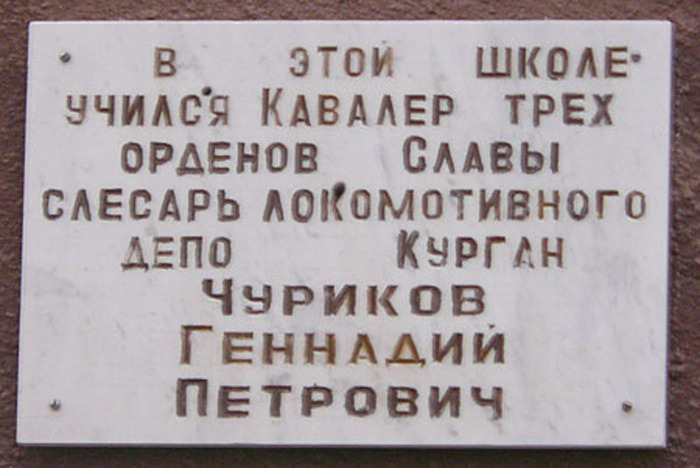 В ЭТОЙ ШКОЛЕ
УЧИЛСЯ КАВАЛЕР ТРЕХ
ОРДЕНОВ СЛАВЫ
СЛЕСАРЬ ЛОКОМОТИВНОГО
ДЕПО КУРГАН
ЧУРИКОВ
ГЕННАДИЙ
ПЕТРОВИЧ